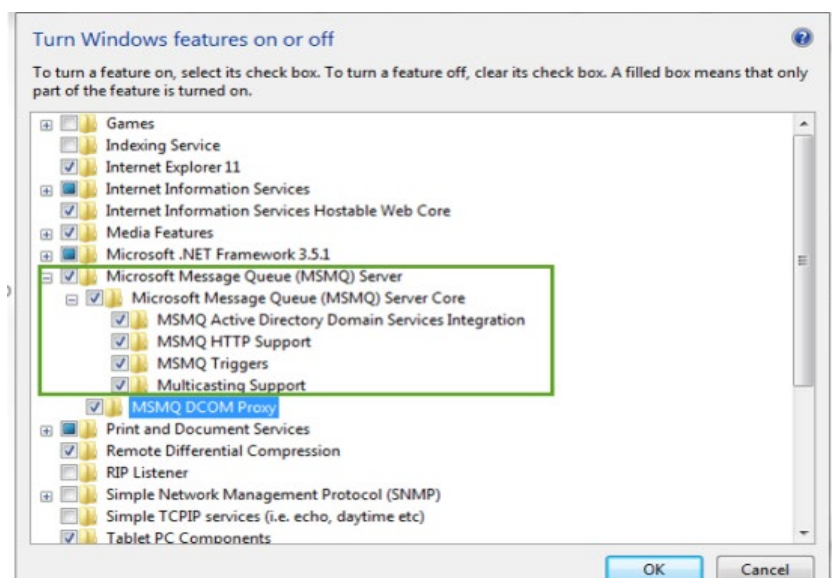 Turn Windows features on or off
To turn a feature on, select its check box. To turn a feature off, clear its check box. A filled box means that only
part of the feature is turned on.
Games
Indexing Service
Internet Explorer 11
Internet Information Services
Internet Information Services Hostable Web Core
Media Features
Microsoft .NET Framework 3.5.1
Microsoft Message Queue (MSMQ) Server
Microsoft Message Queue (MSMQ) Server Core
MSMQ Active Directory Domain Services Integration
MSMQ HTTP Support
MSMQ Triggers
Multicasting Support
MSMQ DCOM Proxy
Print and Document Services
Remote Differential Compression
RIP Listener
Simple Network Management Protocol (SNMP)
Simple TCPIP services (i.e. echo, daytime etc)
Tablet PC Components
OK
Cancel